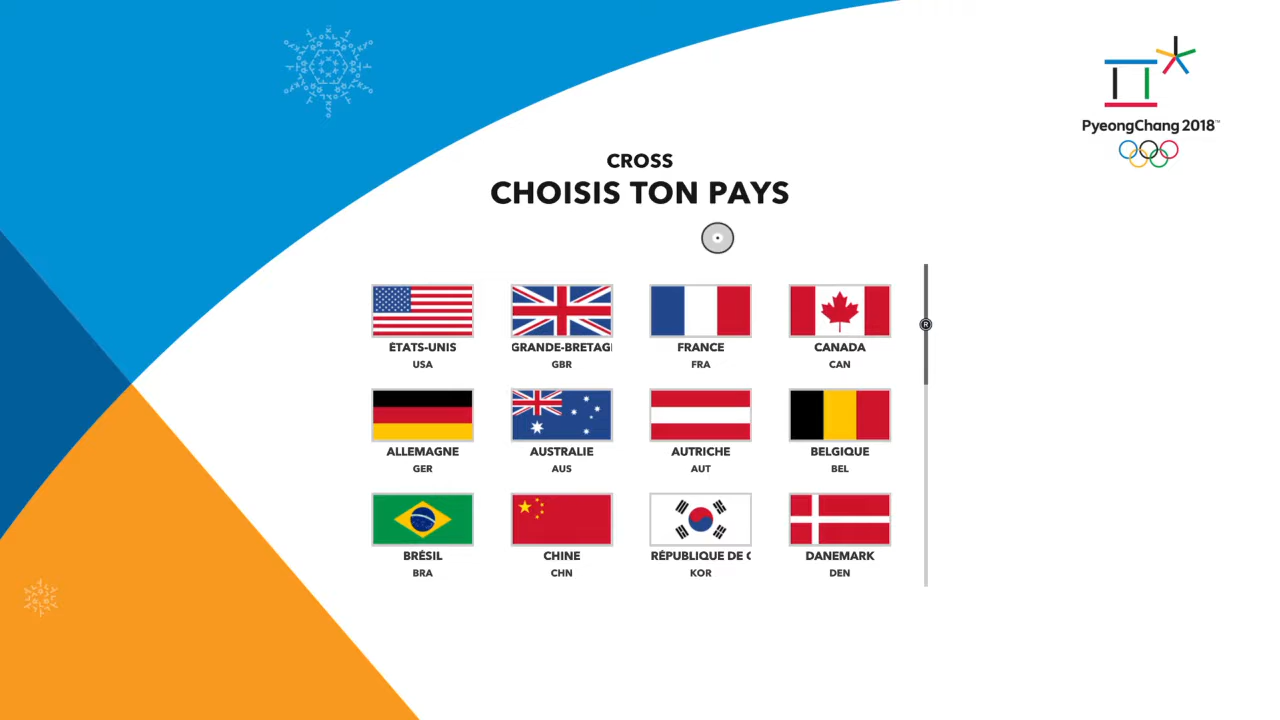 PyeongChang 2018™
CROSS
CHOISIS TON PAYS
R
ÉTATS-UNIS
USA
GRANDE-BRETAG
GBR
FRANCE
FRA
CANADA
CAN
ALLEMAGNE
GER
AUSTRALIE
AUS
AUTRICHE
AUT
BELGIQUE
BEL
BRÉSIL
BRA
CHINE
CHN
RÉPUBLIQUE DE
KOR
DANEMARK
DEN